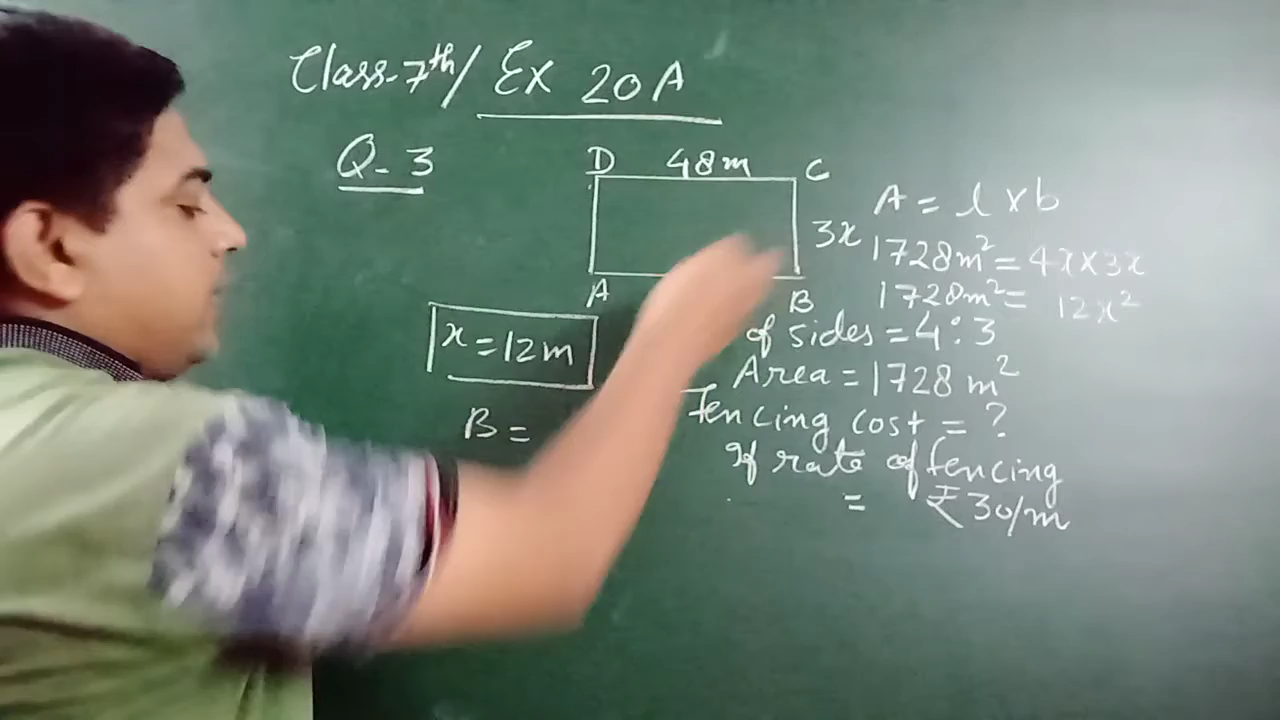 Class-7th/ Ex 20A
Q-3
D 48m C
3x
A B
A = l x b
1728m² = 4x x 3x
1728m² = 12x²
x = 12m
B =
of sides = 4:3
Area = 1728 m²
Fencing cost = ?
If rate of fencing
= ₹30/m